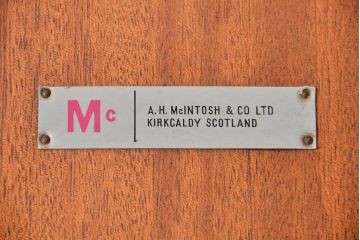 Mc
A.H. McINTOSH & CO LTD
KIRKCALDY SCOTLAND